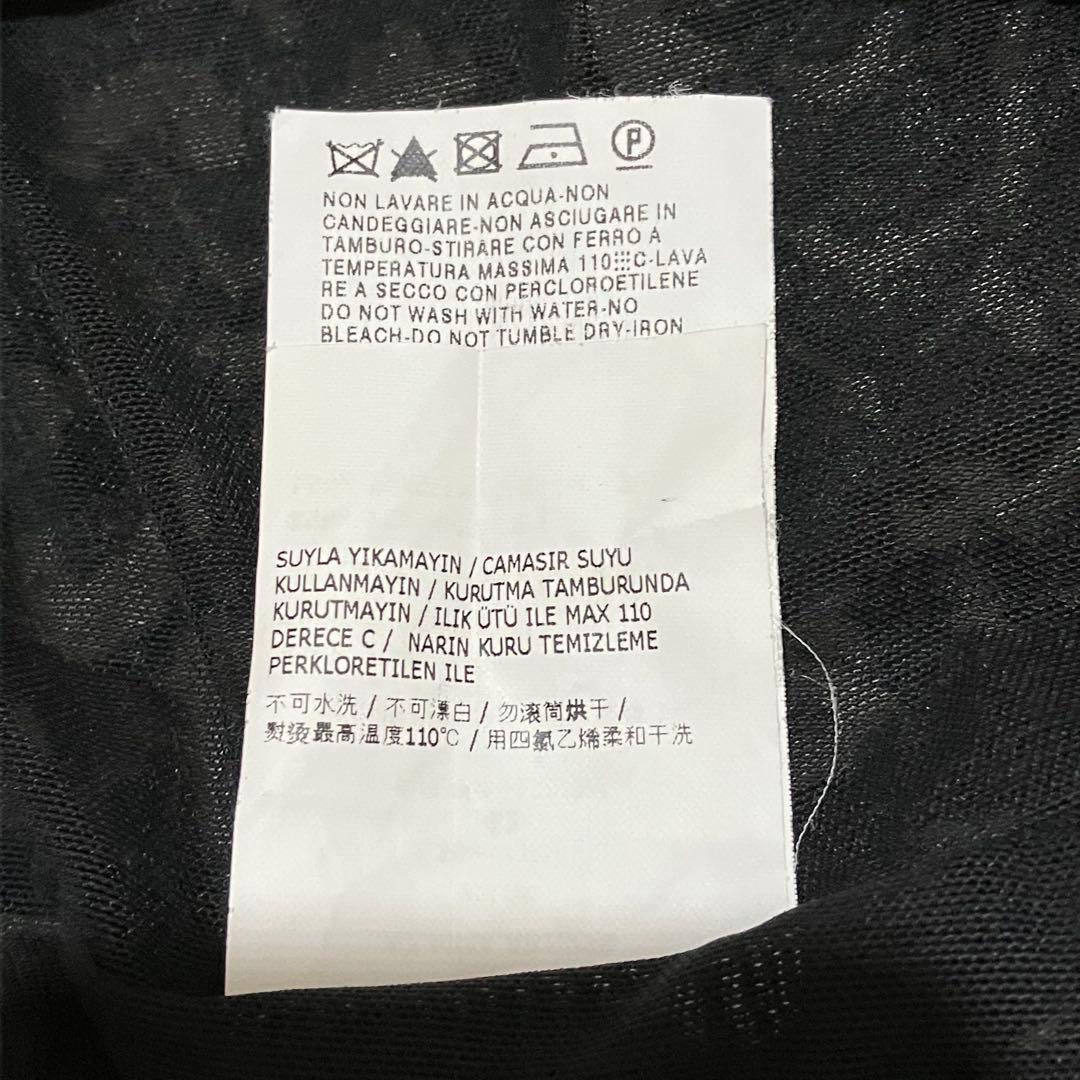 P
NON LAVARE IN ACQUA-NON
CANDEGGIARE-NON ASCIUGARE IN
TAMBURO-STIRARE CON FERRO A
TEMPERATURA MASSIMA 110░C-LAVA
RE A SECCO CON PERCLOROETILENE
DO NOT WASH WITH WATER-NO
BLEACH-DO NOT TUMBLE DRY-IRON
SUYLA YIKAMAYIN / CAMASIR SUYU
KULLANMAYIN / KURUTMA TAMBURUNDA
KURUTMAYIN / ILIK ÜTÜ ILE MAX 110
DERECE C / NARIN KURU TEMIZLEME
PERKLORETILEN ILE
不可水洗 / 不可漂白 / 勿滚筒烘干 /
熨烫最高温度110℃ / 用四氯乙烯柔和干洗